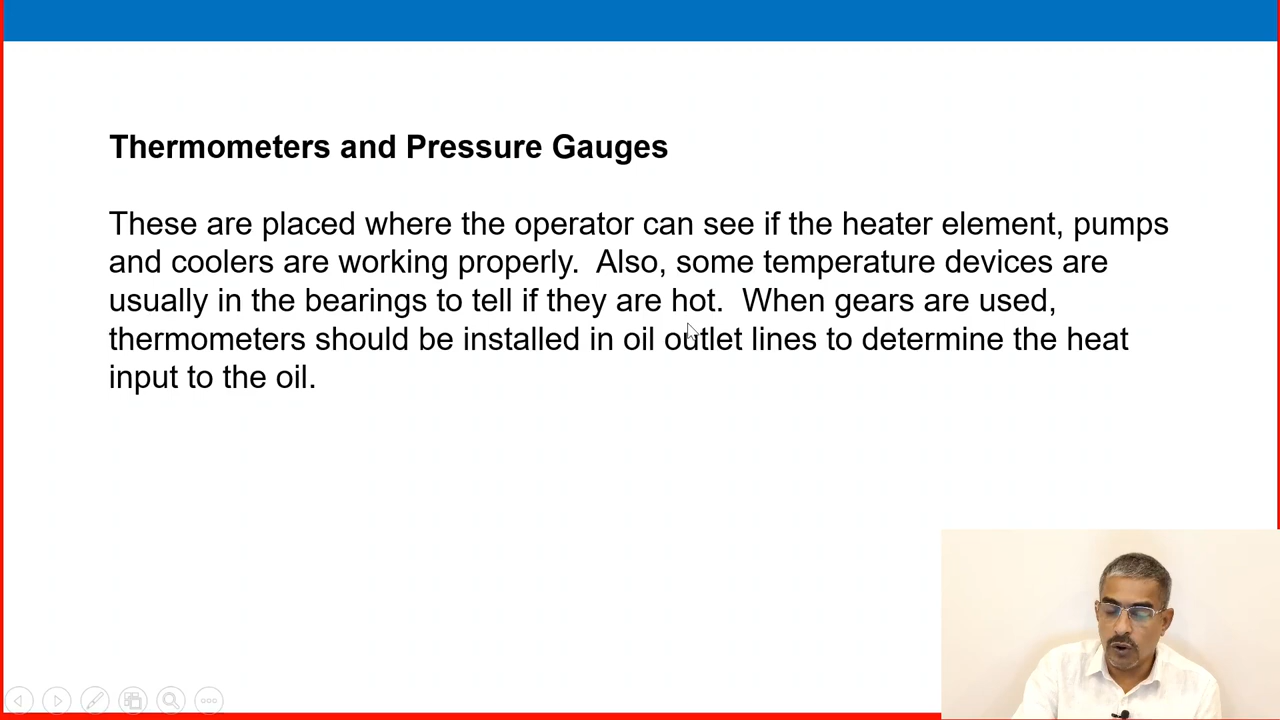 Thermometers and Pressure Gauges
These are placed where the operator can see if the heater element, pumps
and coolers are working properly.  Also, some temperature devices are
usually in the bearings to tell if they are hot.  When gears are used,
thermometers should be installed in oil outlet lines to determine the heat
input to the oil.